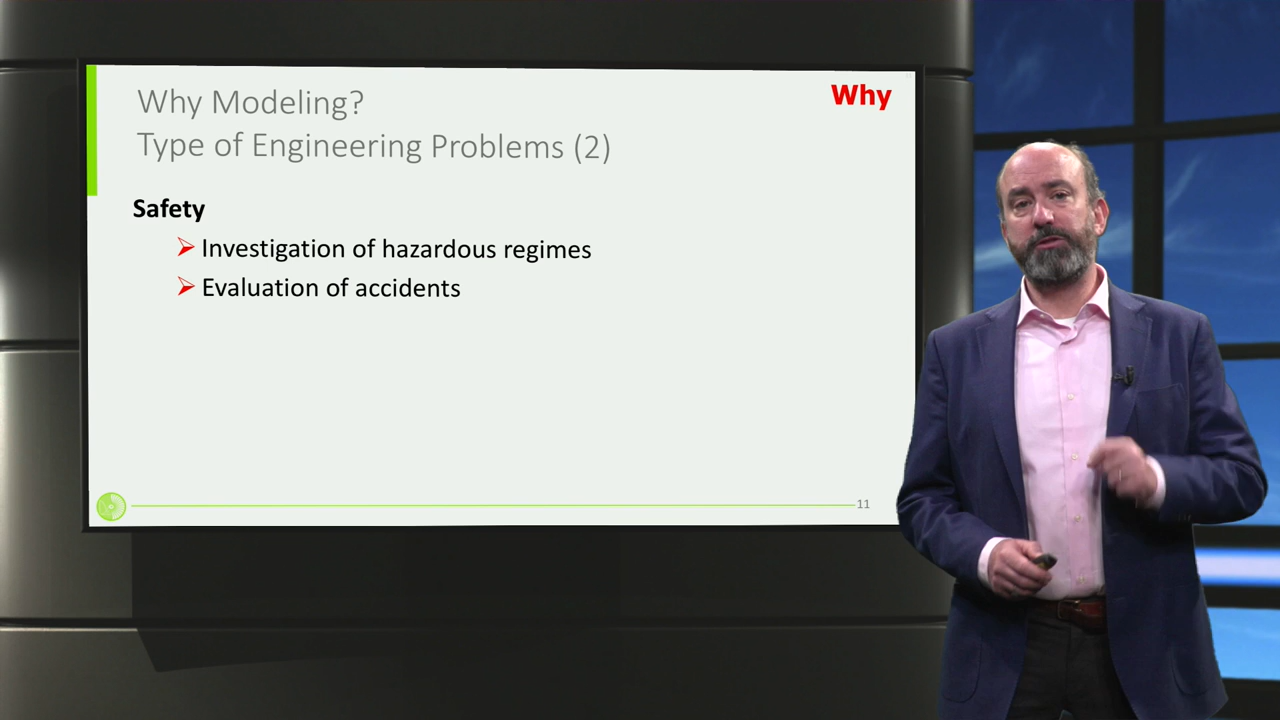 Why Modeling?
Why
Type of Engineering Problems (2)
Safety
Investigation of hazardous regimes
Evaluation of accidents
11